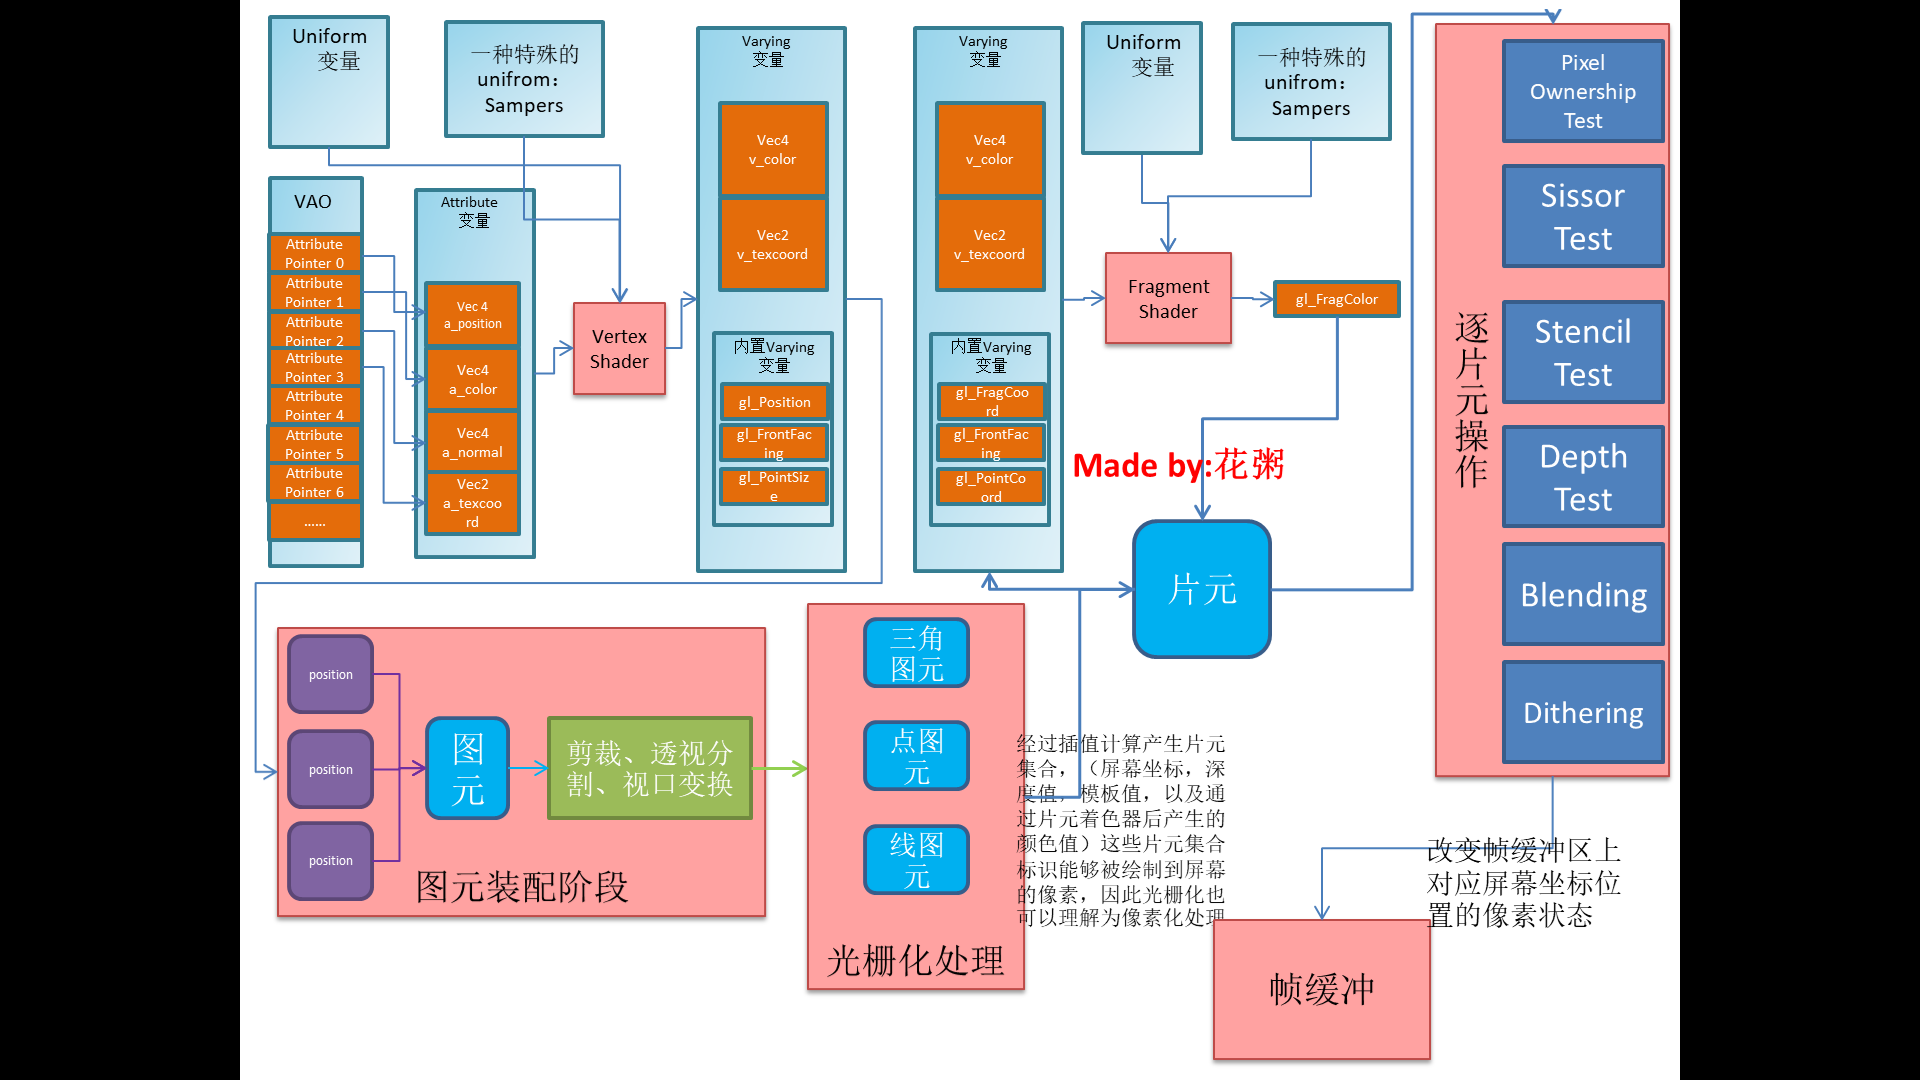 Uniform
变量
一种特殊的
unifrom：
Sampers
VAO
Attribute
Pointer 0
Attribute
Pointer 1
Attribute
Pointer 2
Attribute
Pointer 3
Attribute
Pointer 4
Attribute
Pointer 5
Attribute
Pointer 6
......
Attribute
变量
Vec 4
a_position
Vec4
a_color
Vec4
a_normal
Vec2
a_texcoo
rd
Vertex
Shader
Varying
变量
Vec4
v_color
Vec2
v_texcoord
内置Varying
变量
gl_Position
gl_FrontFac
ing
gl_PointSiz
e
Varying
变量
Vec4
v_color
Vec2
v_texcoord
内置Varying
变量
gl_FragCoo
rd
gl_FrontFac
ing
gl_PointCo
ord
Uniform
变量
一种特殊的
unifrom：
Sampers
Fragment
Shader
gl_FragColor
Made by:花粥
片元
逐片元操作
Pixel
Ownership
Test
Sissor
Test
Stencil
Test
Depth
Test
Blending
Dithering
position
position
position
图
元
剪裁、透视分
割、视口变换
图元装配阶段
三角
图元
点图
元
线图
元
光栅化处理
经过插值计算产生片元
集合，（屏幕坐标，深
度值，模板值，以及通
过片元着色器后产生的
颜色值）这些片元集合
标识能够被绘制到屏幕
的像素，因此光栅化也
可以理解为像素化处理
改变帧缓冲区上
对应屏幕坐标位
置的像素状态
帧缓冲